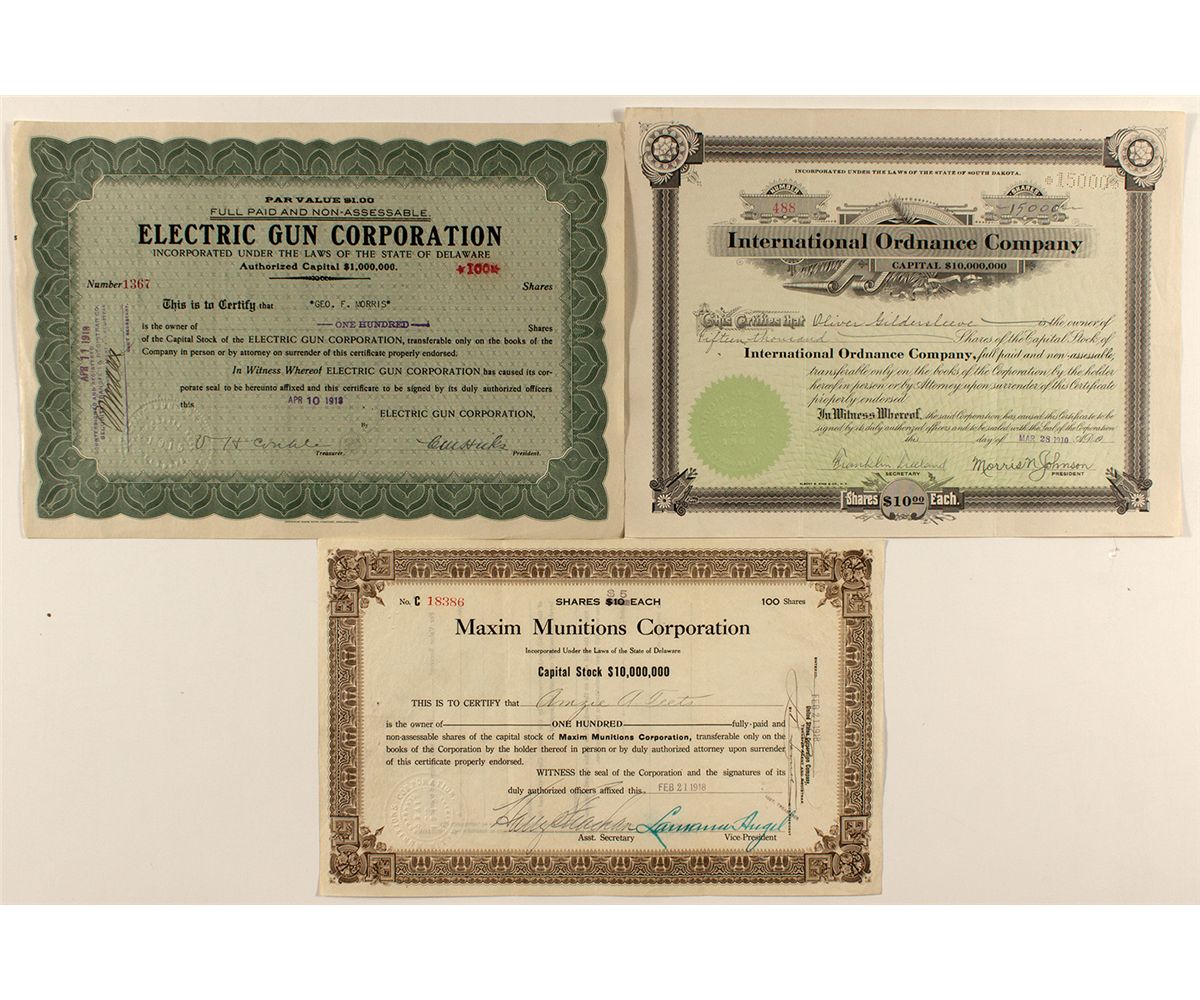 PAR VALUE $1.00
FULL PAID AND NON-ASSESSABLE.
ELECTRIC GUN CORPORATION
INCORPORATED UNDER THE LAWS OF THE STATE OF DELAWARE
Authorized Capital $1,000,000.
*100*
Number 1367
Shares
This is to Certify that *GEO. F. MORRIS*
is the owner of ONE HUNDRED Shares
of the Capital Stock of the ELECTRIC GUN CORPORATION, transferable only on the books of the
Company in person or by attorney on surrender of this certificate properly endorsed.
In Witness Whereof ELECTRIC GUN CORPORATION has caused its cor-
porate seal to be hereunto affixed and this certificate to be signed by its duly authorized officers
this APR 10 1918
ELECTRIC GUN CORPORATION,
By
Treasurer.
President.
APR 11 1918
INCORPORATED UNDER THE LAWS OF THE STATE OF SOUTH DAKOTA.
*15000*
NUMBER
488
SHARES
15000
International Ordnance Company
CAPITAL $10,000,000
This Certifies that Oliver Gildersleeve is the owner of
Fifteen thousand Shares of the Capital Stock of
International Ordnance Company, full paid and non-assessable,
transferable only on the books of the Corporation by the holder
hereof in person or by Attorney upon surrender of this Certificate
properly endorsed.
In Witness Whereof, the said Corporation has caused this Certificate to be
signed by its duly authorized officers and to be sealed with the Seal of the Corporation
this day of MAR 28 1910 A.D.
Franklin
SECRETARY
Morris N Johnson
PRESIDENT
Shares $10.00 Each.
No. C 18386
SHARES $10 EACH
$5
100 Shares
Maxim Munitions Corporation
Incorporated Under the Laws of the State of Delaware
Capital Stock $10,000,000
THIS IS TO CERTIFY that Amzie A Teets
is the owner of ONE HUNDRED fully-paid and
non-assessable shares of the capital stock of Maxim Munitions Corporation, transferable only on the
books of the Corporation by the holder thereof in person or by duly authorized attorney upon surrender
of this certificate properly endorsed.
WITNESS the seal of the Corporation and the signatures of its
duly authorized officers affixed this FEB 21 1918
Asst. Secretary
Vice-President
FEB 21 1918
United States Corporation Company,